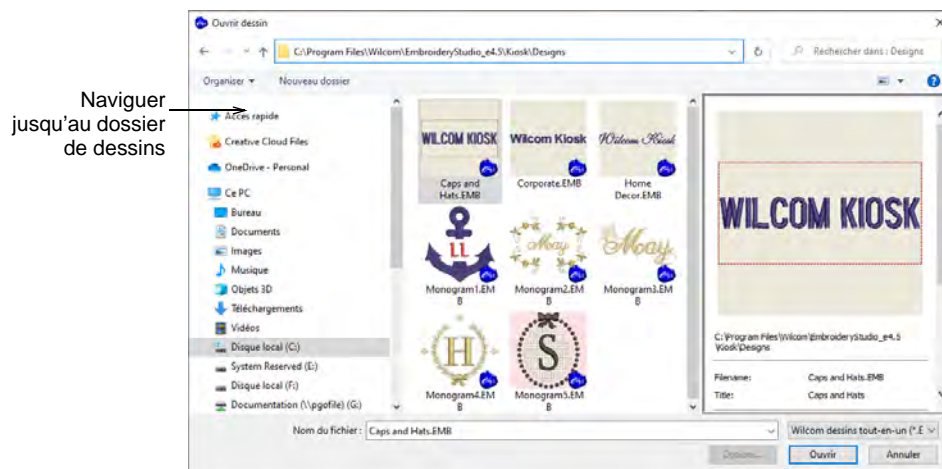 Ouvrir dessin
C:\Program Files\Wilcom\EmbroideryStudio_e4.5\Kiosk\Designs
Rechercher dans : Designs
Organiser
Nouveau dossier
Naviguer
jusqu'au dossier
de dessins
Accès rapide
Creative Cloud Files
OneDrive - Personal
Ce PC
Bureau
Documents
Images
Musique
Objets 3D
Téléchargements
Vidéos
Disque local (C:)
System Reserved (E:)
Disque local (F:)
Documentation (\\pgofile) (G:)
WILCOM KIOSK
Wilcom Kiosk
Wilcom Kiosk
Caps and
Hats.EMB
Corporate.EMB
Home
Decor.EMB
LL
May
May
Monogram1.EM
B
Monogram2.EM
B
Monogram3.EM
B
H
S
Monogram4.EM
B
Monogram5.EM
B
WILCOM KIOSK
C:\Program Files\Wilcom\EmbroideryStudio_e4.5
\Kiosk\Designs
Filename: Caps and Hats.EMB
Title: Caps and Hats
Nom du fichier : Caps and Hats.EMB
Wilcom dessins tout-en-un (*.E
Ouvrir
Annuler